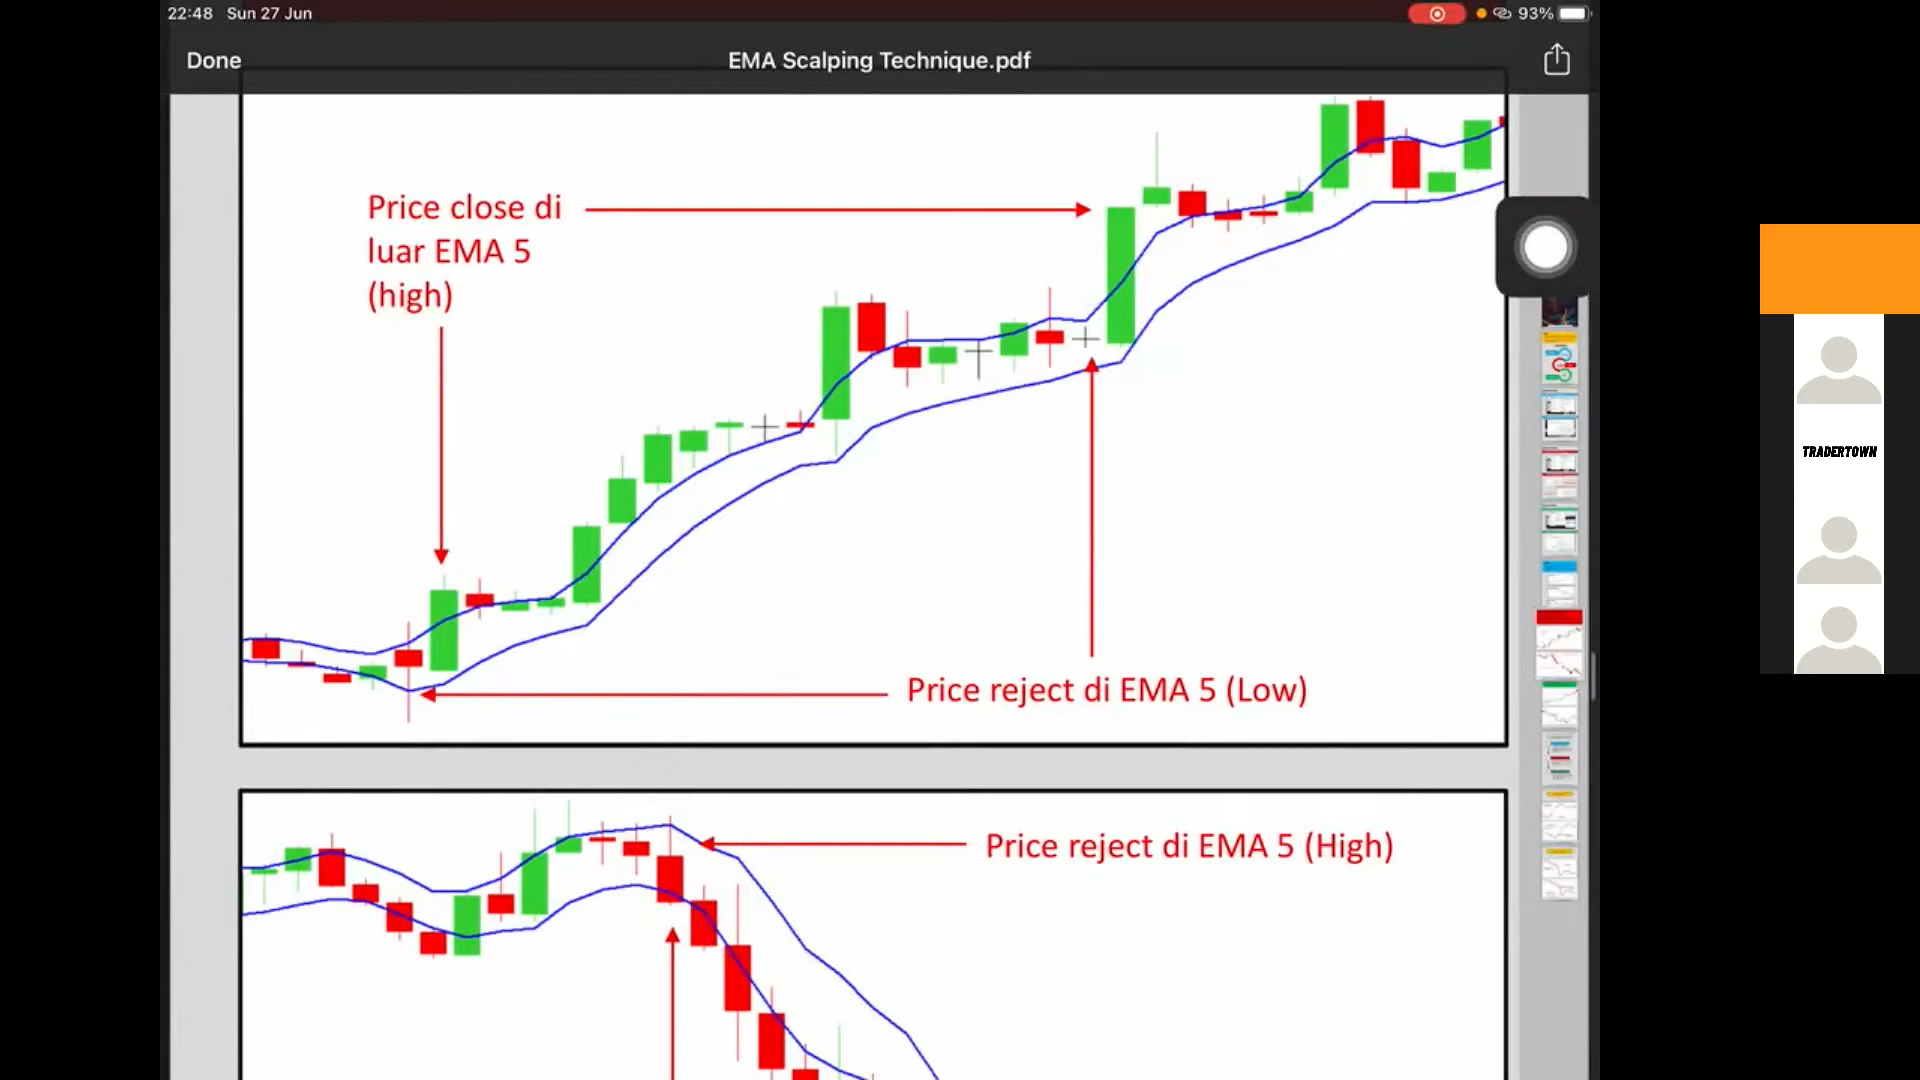 22:48 Sun 27 Jun
93%
Done
EMA Scalping Technique.pdf
Price close di
luar EMA 5
(high)
Price reject di EMA 5 (Low)
Price reject di EMA 5 (High)
TRADERTOWN